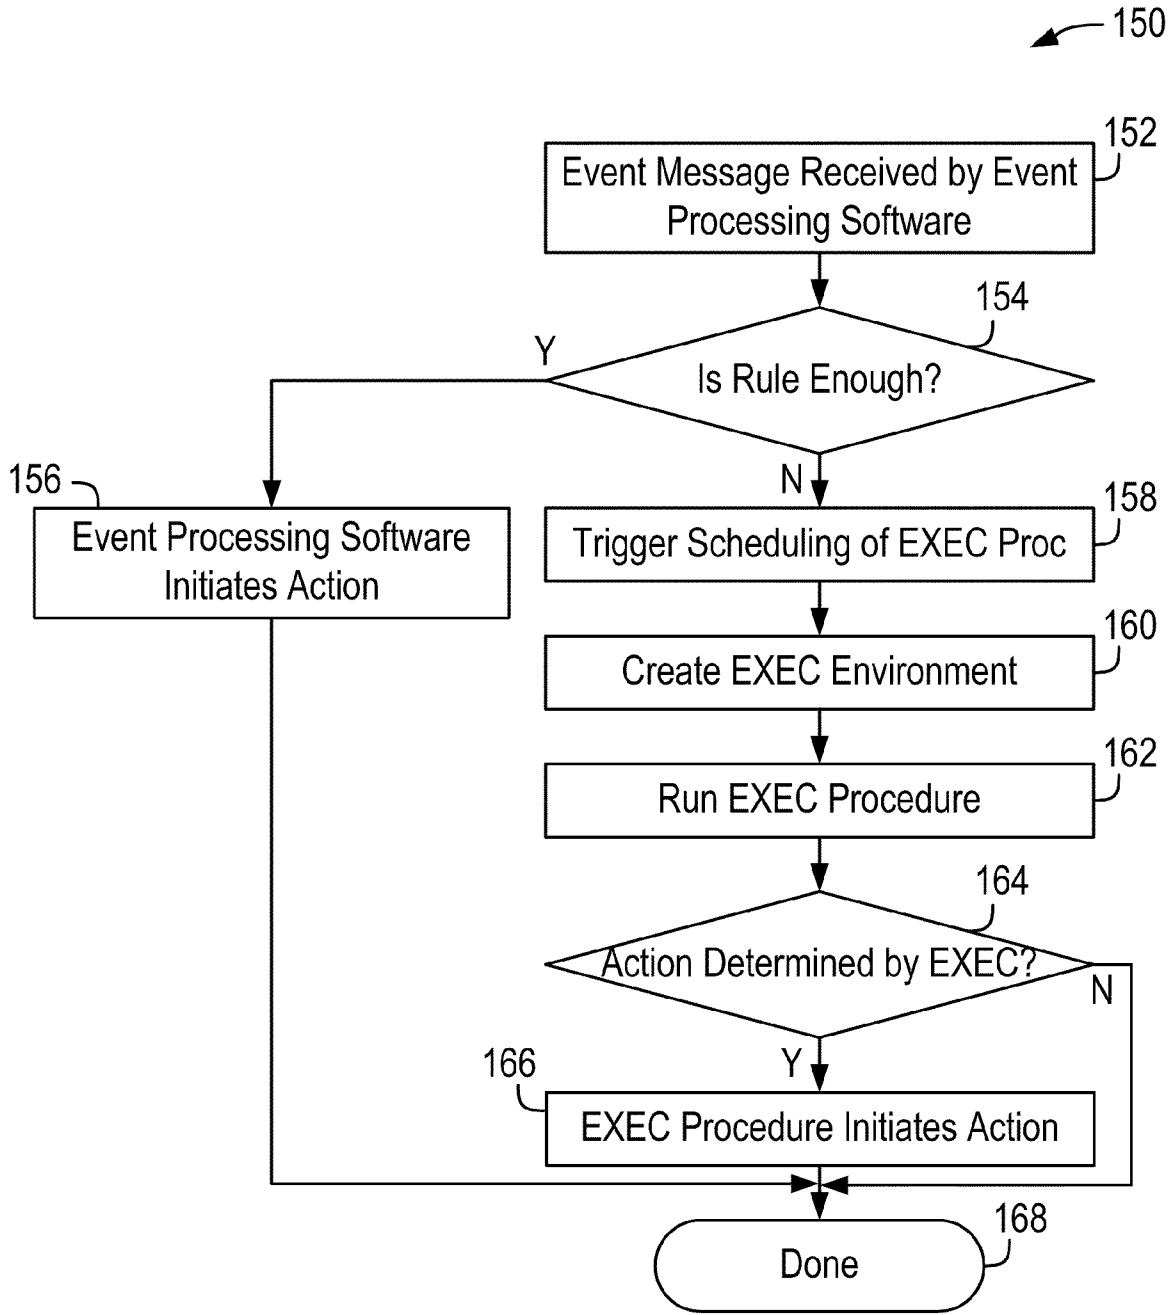 150
152
Event Message Received by Event
Processing Software
154
Y
Is Rule Enough?
N
156
Event Processing Software
Initiates Action
158
Trigger Scheduling of EXEC Proc
160
Create EXEC Environment
162
Run EXEC Procedure
164
Action Determined by EXEC?
N
Y
166
EXEC Procedure Initiates Action
168
Done